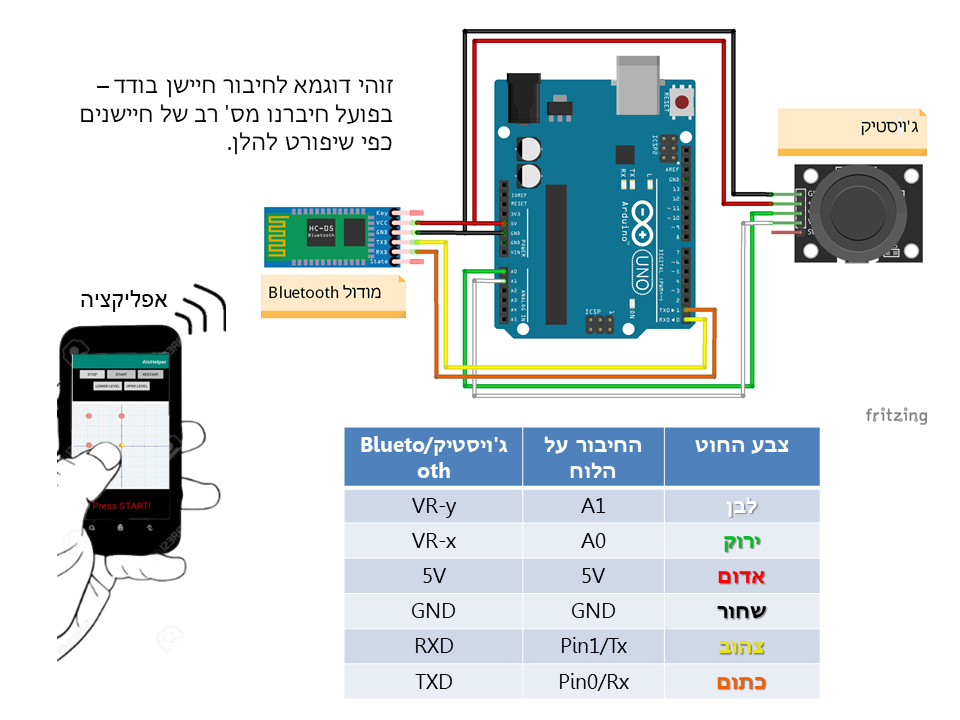 זוהי דוגמא לחיבור חיישן בודד –
בפועל חיברנו מס' רב של חיישנים
כפי שיפורט להלן.
ג'ויסטיק
Key
VCC
GND
TXD
RXD
State
HC-05
Bluetooth
מודול Bluetooth
RESET
ICSP2
IOREF
RESET
3V3
5V
GND
GND
VIN
POWER
A0
A1
A2
A3
A4
A5
ANALOG IN
AREF
GND
13
12
~11
~10
~9
8
7
~6
~5
4
~3
2
TXD ▸ 1
RXD ◂ 0
DIGITAL (PWM~)
RX
TX
L
Arduino
UNO
ON
ICSP
1
אפליקציה
AlsHelper
STOP
START
RESTART
LOWER LEVEL
UPER LEVEL
Press START!
123RF
fritzing
צבע החוט החיבור על הלוח ג'ויסטיק/Bluetooth
לבן A1 VR-y
ירוק A0 VR-x
אדום 5V 5V
שחור GND GND
צהוב Pin1/Tx RXD
כתום Pin0/Rx TXD